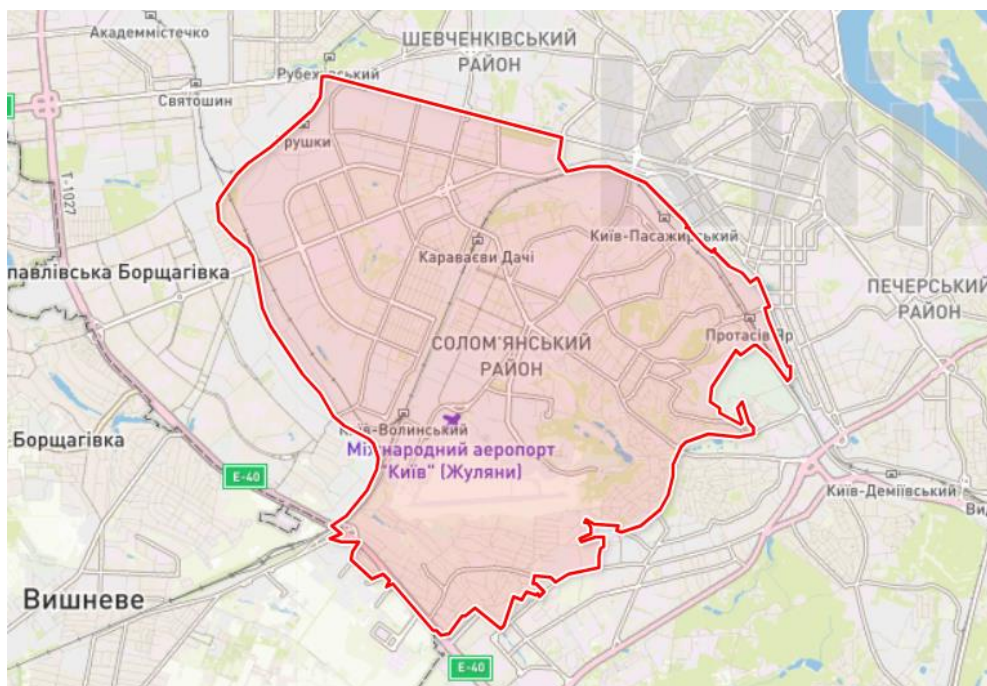 Академмістечко
ШЕВЧЕНКІВСЬКИЙ
РАЙОН
Святошин
рушки
Т-1027
Київ-Пасажирський
Караваєви Дачі
павлівська Борщагівка
ПЕЧЕРСЬКИЙ
РАЙОН
Протасів Яр
СОЛОМ'ЯНСЬКИЙ
РАЙОН
Борщагівка
Київ-Волинський
Міжнародний аеропорт
"Київ" (Жуляни)
E-40
Київ-Деміївський
Вид
Вишневе
E-40